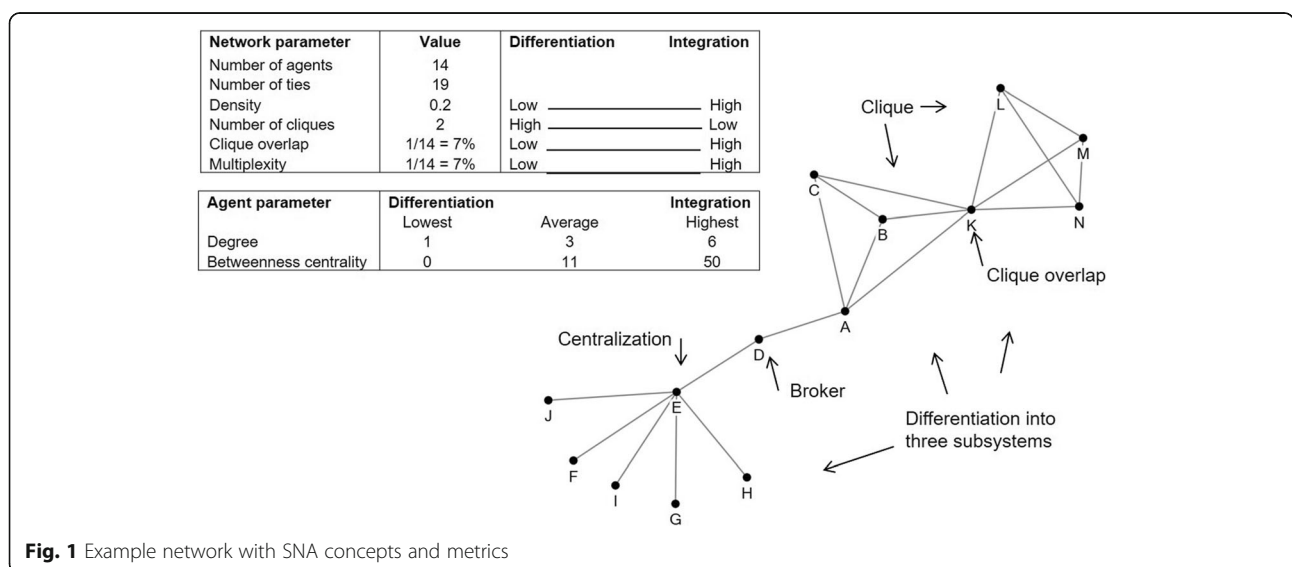 Network parameter Value Differentiation Integration
Number of agents 14
Number of ties 19
Density 0.2 Low High
Number of cliques 2 High Low
Clique overlap 1/14 = 7% Low High
Multiplexity 1/14 = 7% Low High
Agent parameter Differentiation Integration
Lowest Average Highest
Degree 1 3 6
Betweenness centrality 0 11 50
Clique
L
M
C
B
K
N
Clique overlap
A
Centralization
D
Broker
E
J
Differentiation into
three subsystems
F
I
H
G
Fig. 1 Example network with SNA concepts and metrics